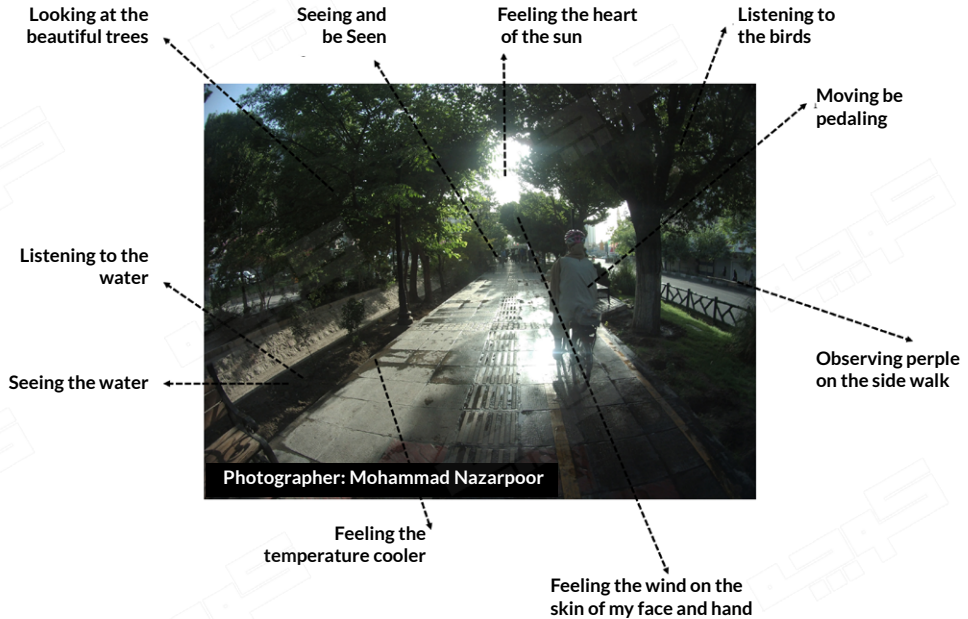 Looking at the
beautiful trees
Seeing and
be Seen
Feeling the heart
of the sun
Listening to
the birds
Moving be
pedaling
Listening to the
water
Seeing the water
Observing perple
on the side walk
Photographer: Mohammad Nazarpoor
Feeling the
temperature cooler
Feeling the wind on the
skin of my face and hand